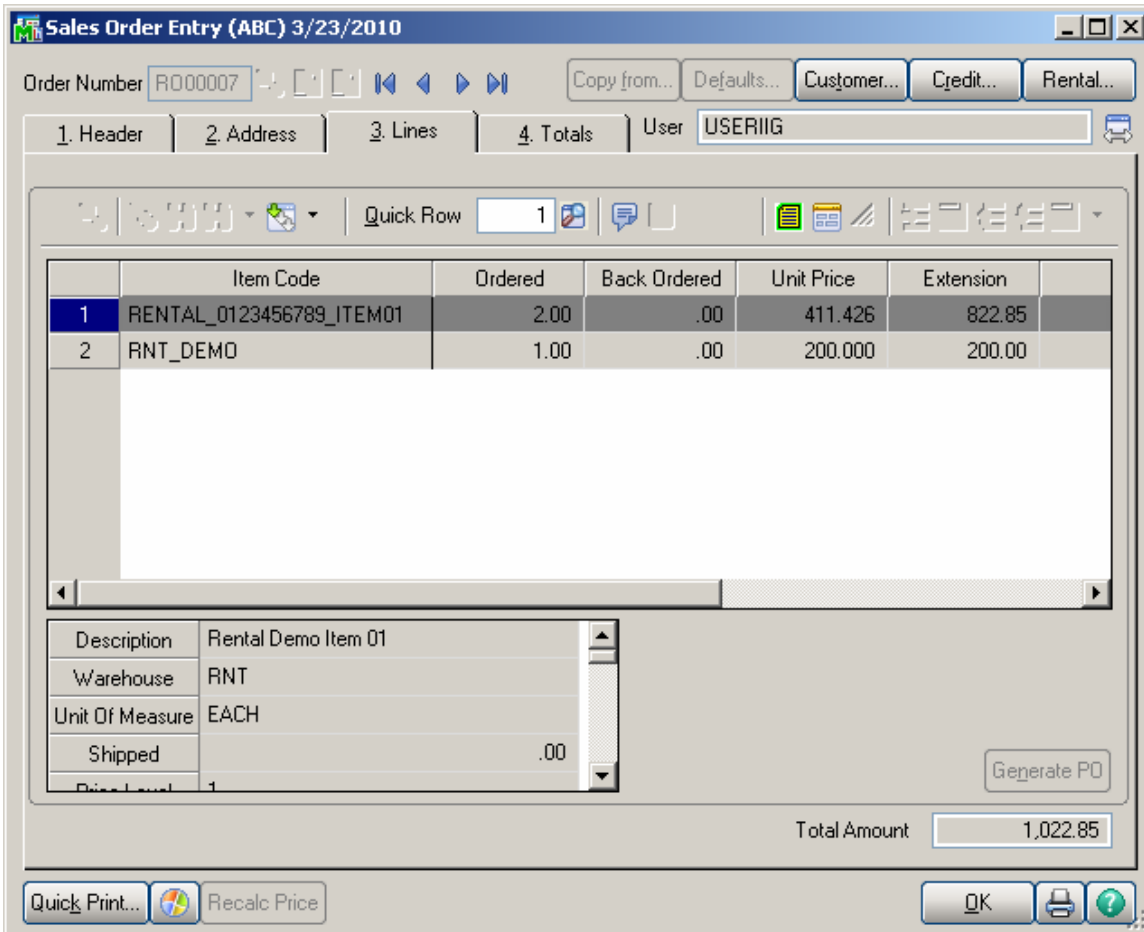 Sales Order Entry (ABC) 3/23/2010
Order Number RO00007 Copy from... Defaults... Customer... Credit... Rental...
1. Header 2. Address 3. Lines 4. Totals User USERIIG
Quick Row 1
Item Code Ordered Back Ordered Unit Price Extension
1 RENTAL_0123456789_ITEM01 2.00 .00 411.426 822.85
2 RNT_DEMO 1.00 .00 200.000 200.00
Description Rental Demo Item 01
Warehouse RNT
Unit Of Measure EACH
Shipped .00
Price Level 1
Generate PO
Total Amount 1,022.85
Quick Print... Recalc Price OK